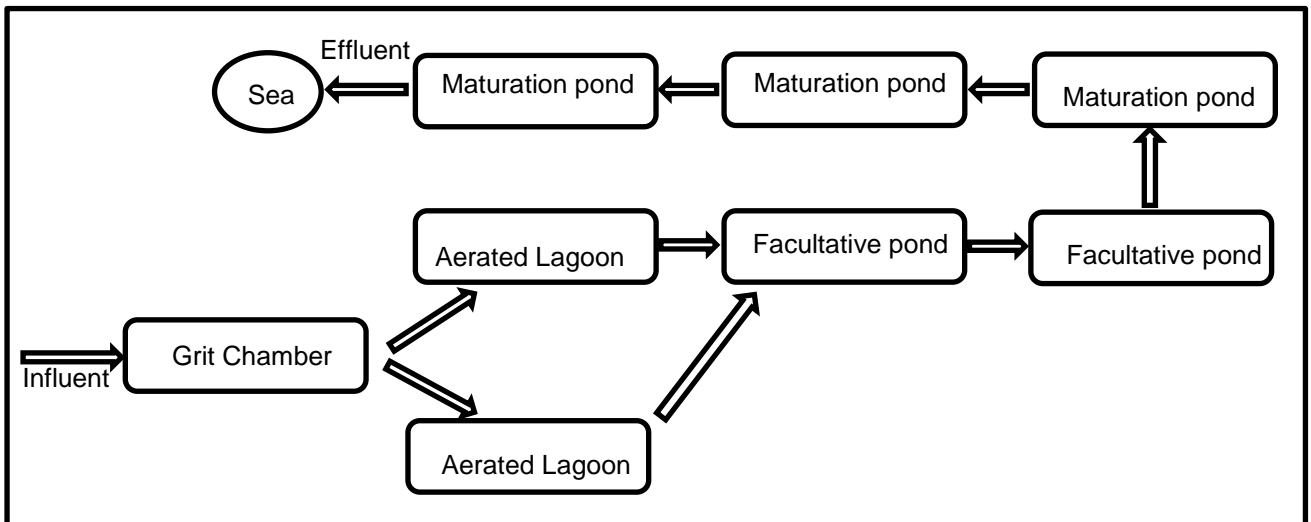 Effluent
Sea
Maturation pond
Maturation pond
Maturation pond
Aerated Lagoon
Facultative pond
Facultative pond
Grit Chamber
Influent
Aerated Lagoon